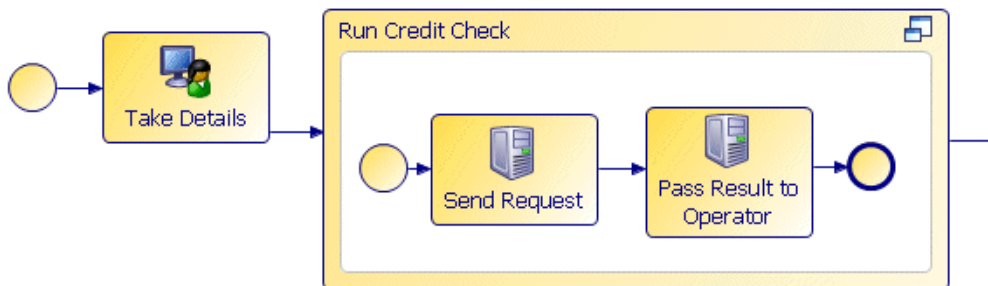 Run Credit Check
Take Details
Send Request
Pass Result to
Operator